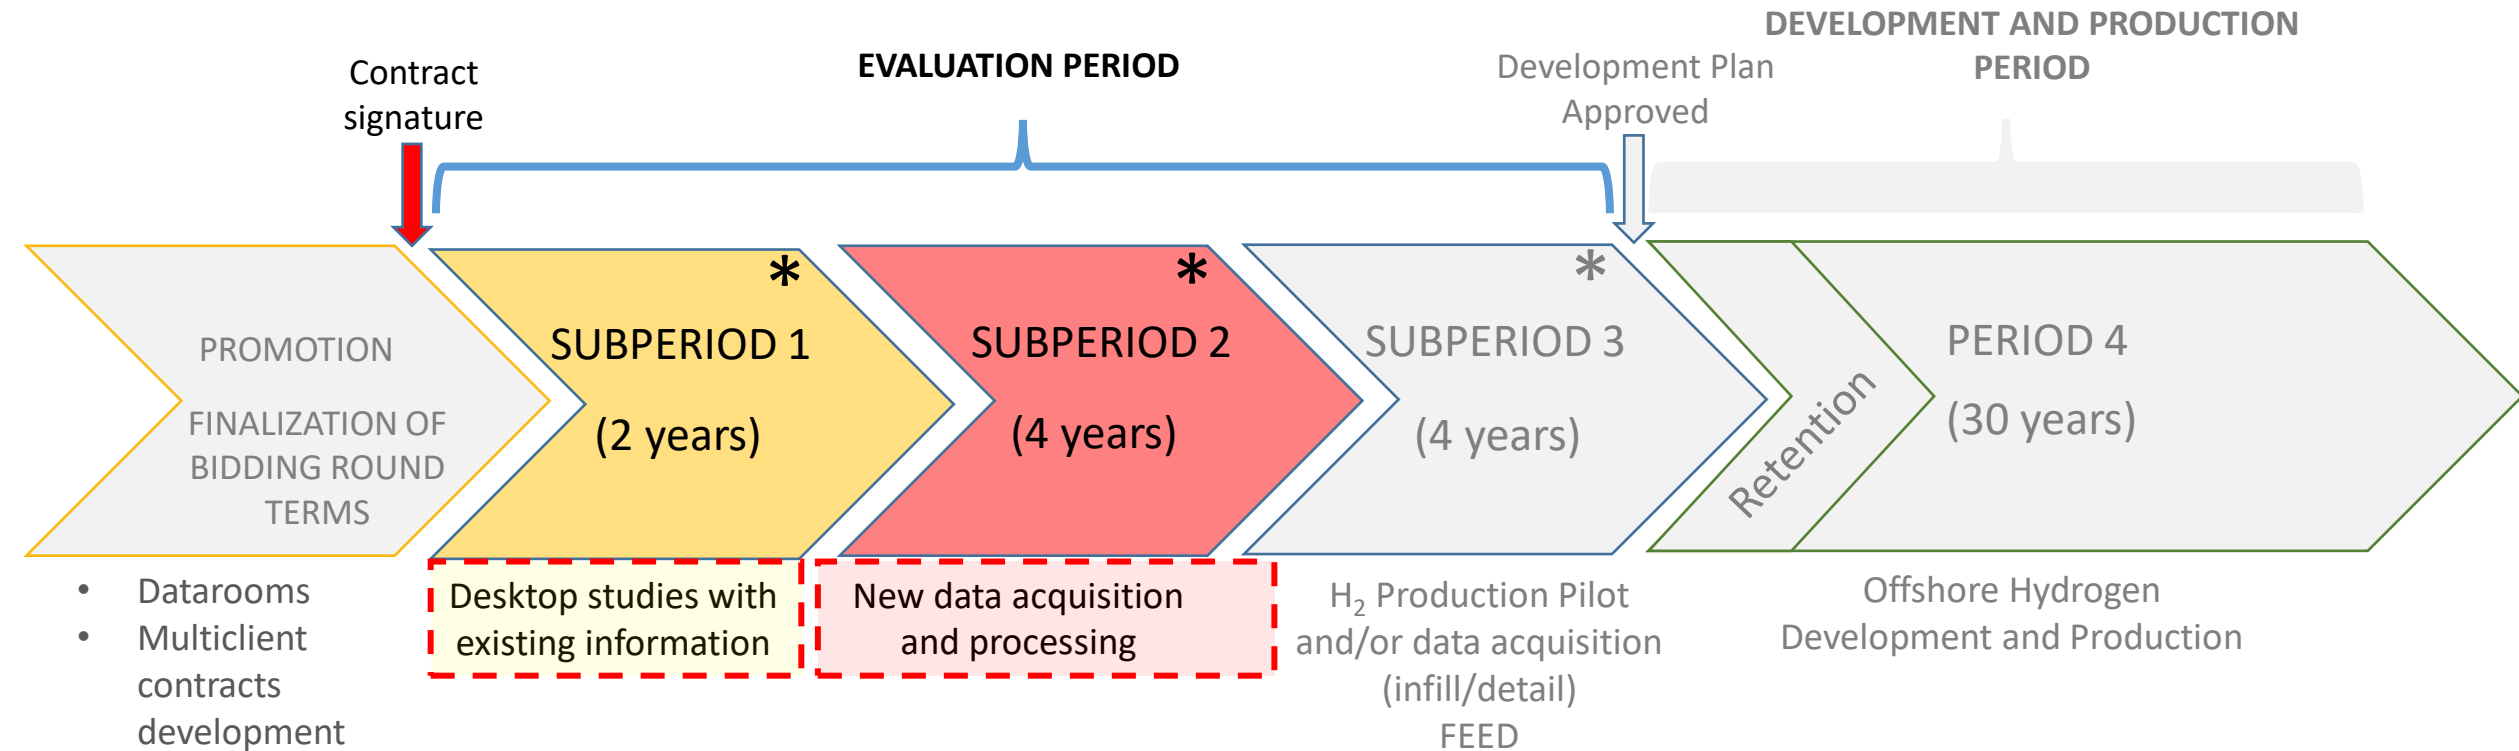 DEVELOPMENT AND PRODUCTION
PERIOD
EVALUATION PERIOD
Contract
signature
Development Plan
Approved
PROMOTION
FINALIZATION OF
BIDDING ROUND
TERMS
*
SUBPERIOD 1
(2 years)
*
SUBPERIOD 2
(4 years)
*
SUBPERIOD 3
(4 years)
Retention
PERIOD 4
(30 years)
• Datarooms
• Multiclient
contracts
development
Desktop studies with
existing information
New data acquisition
and processing
H₂ Production Pilot
and/or data acquisition
(infill/detail)
FEED
Offshore Hydrogen
Development and Production